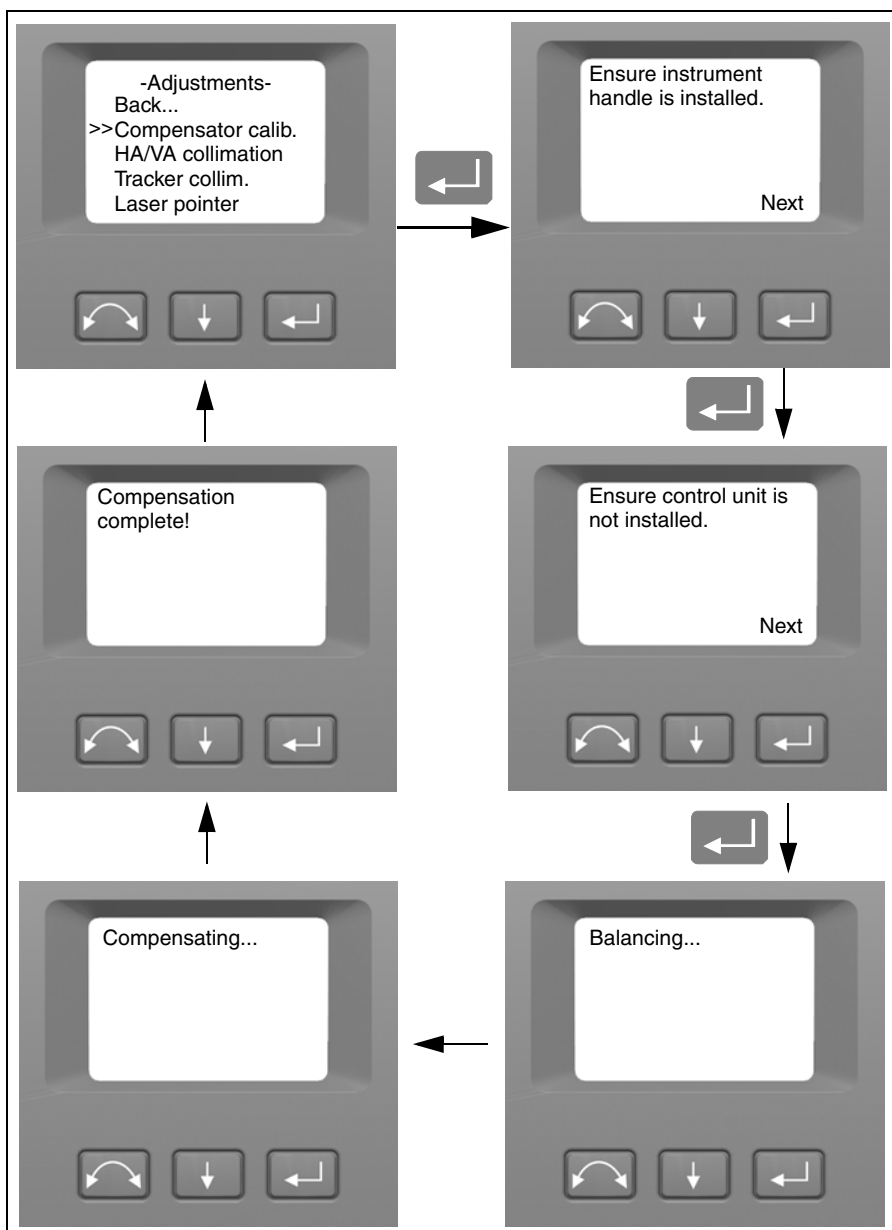 -Adjustments-
Back...
>>Compensator calib.
HA/VA collimation
Tracker collim.
Laser pointer
Ensure instrument
handle is installed.
Next
Ensure control unit is
not installed.
Next
Balancing...
Compensating...
Compensation
complete!